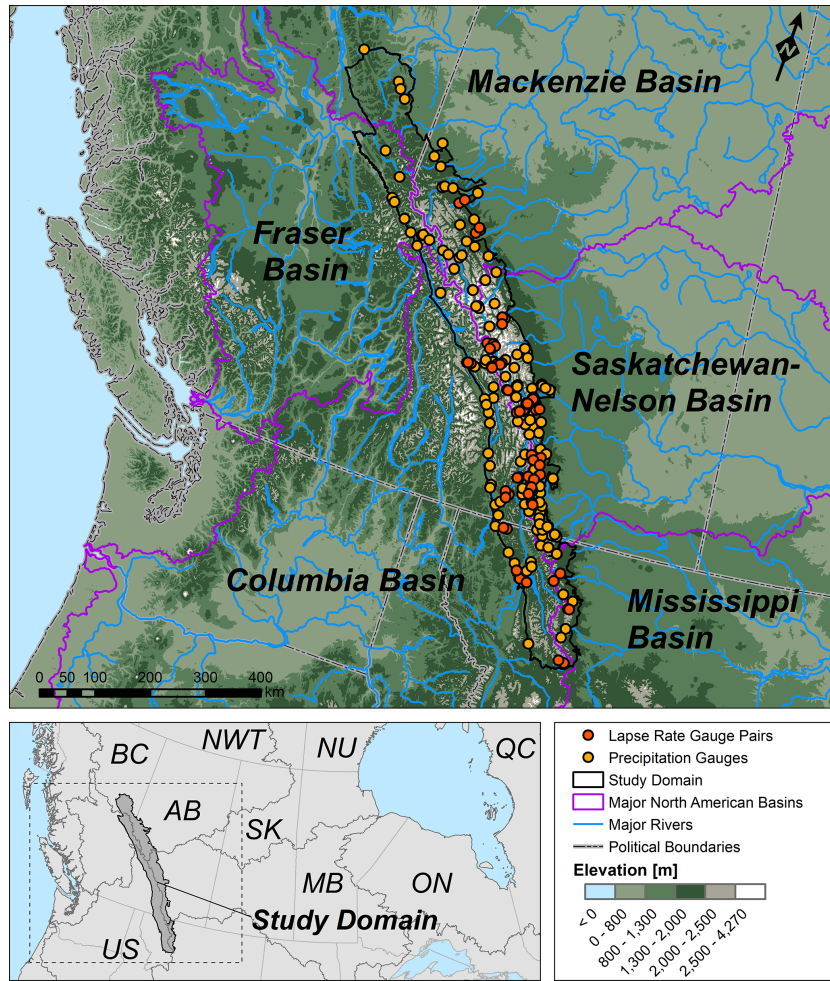 N
Mackenzie Basin
Fraser
Basin
Saskatchewan-
Nelson Basin
Columbia Basin
Mississippi
Basin
0 50 100 200 300 400
km
BC
NWT
NU
QC
AB
SK
MB
ON
Study Domain
US
Lapse Rate Gauge Pairs
Precipitation Gauges
Study Domain
Major North American Basins
Major Rivers
Political Boundaries
Elevation [m]
< 0
0 - 800
800 - 1,300
1,300 - 2,000
2,000 - 2,500
2,500 - 4,270